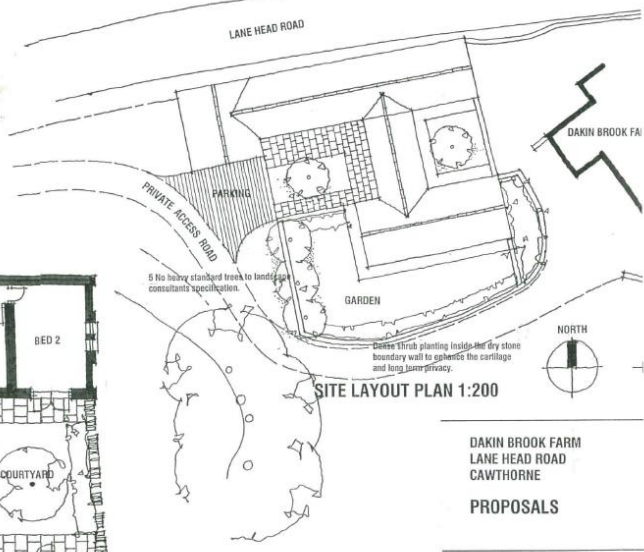 LANE HEAD ROAD
DAKIN BROOK FA
PARKING
PRIVATE ACCESS ROAD
5 No heavy standard trees to landscape
consultants specification.
GARDEN
BED 2
Dense shrub planting inside the dry stone
boundary wall to enhance the cartilage
and long term privacy.
NORTH
SITE LAYOUT PLAN 1:200
COURTYARD
DAKIN BROOK FARM
LANE HEAD ROAD
CAWTHORNE
PROPOSALS